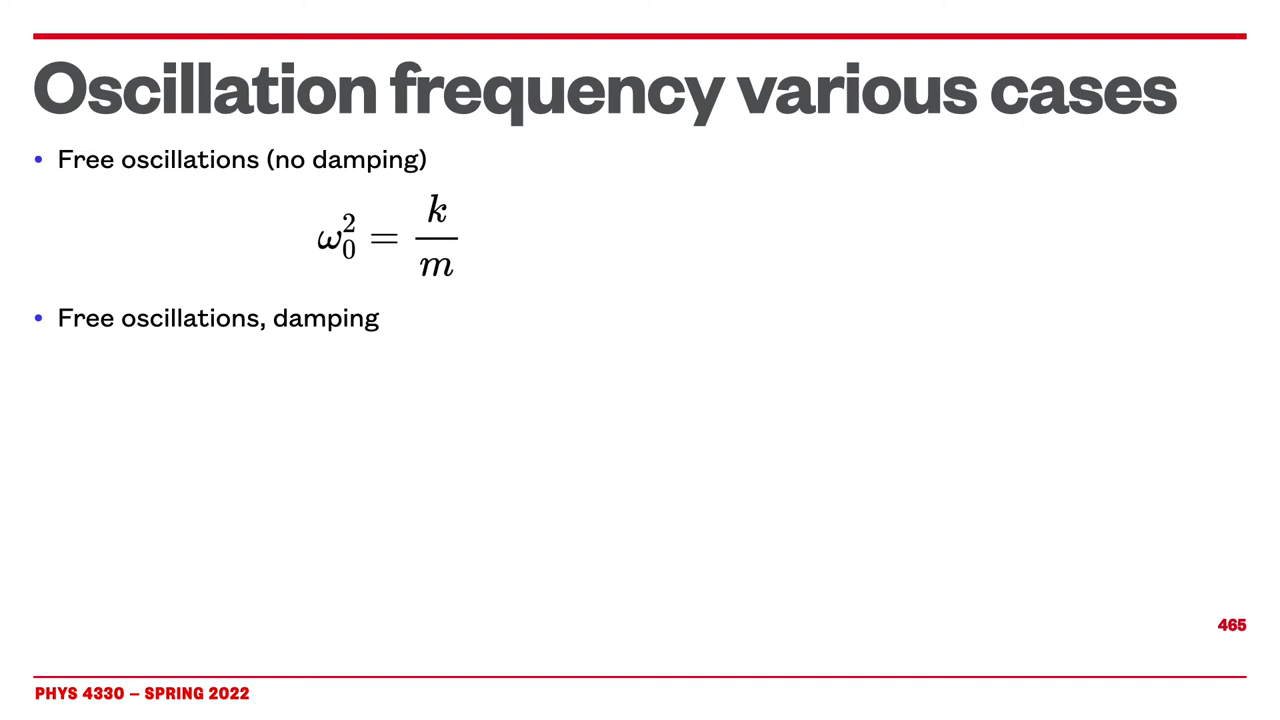 Oscillation frequency various cases
• Free oscillations (no damping)
ω₀² = k/m
• Free oscillations, damping
465
PHYS 4330 – SPRING 2022